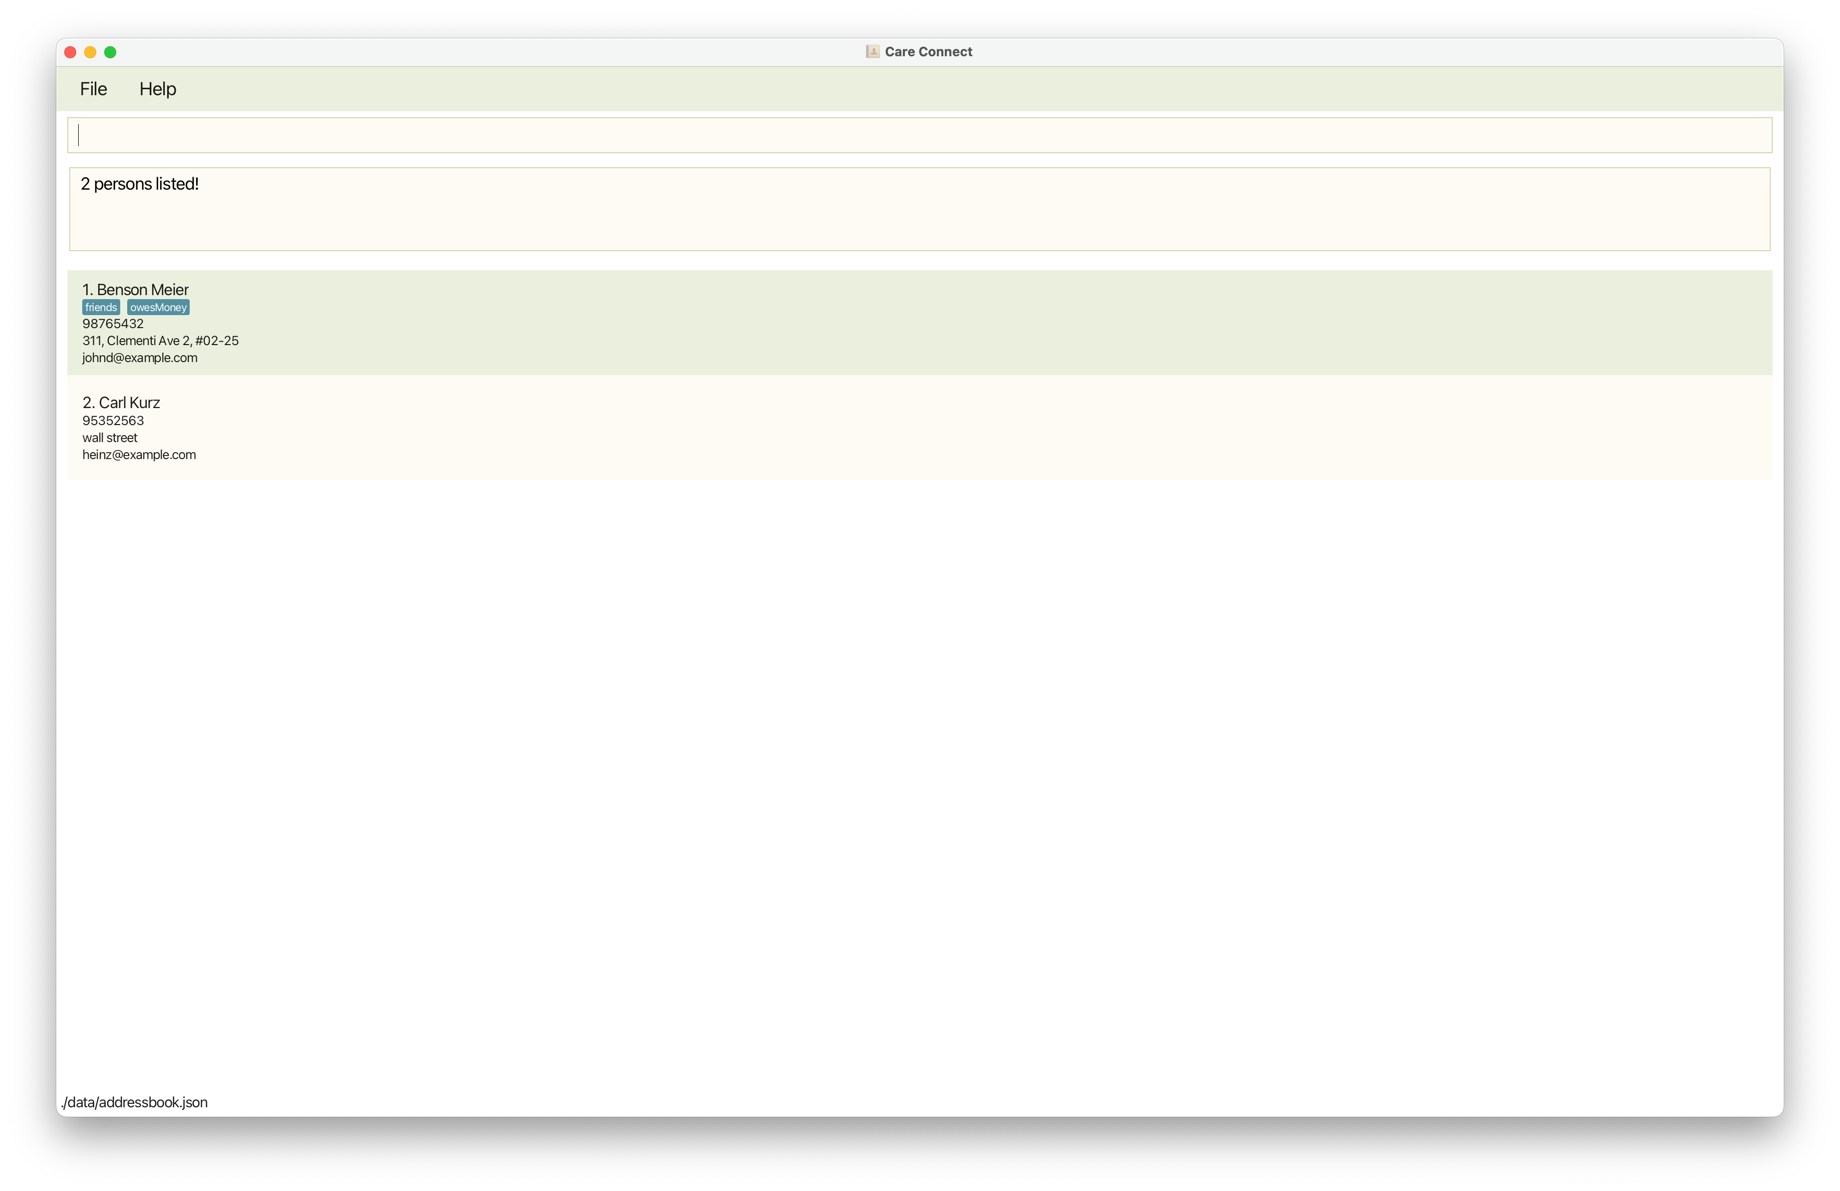 Care Connect
File Help
2 persons listed!
1. Benson Meier
friends owesMoney
98765432
311, Clementi Ave 2, #02-25
johnd@example.com
2. Carl Kurz
95352563
wall street
heinz@example.com
./data/addressbook.json